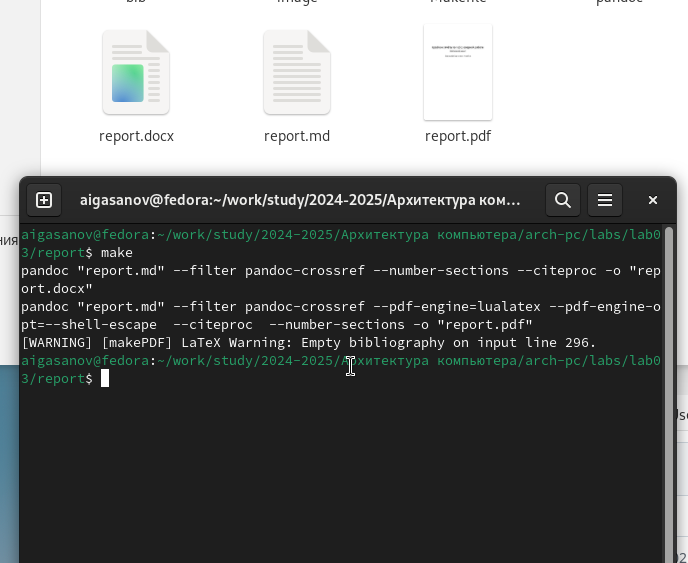 bib
image
Makefile
pandoc
report.docx
report.md
report.pdf
ния
aigasanov@fedora:~/work/study/2024-2025/Архитектура ком...
aigasanov@fedora:~/work/study/2024-2025/Архитектура компьютера/arch-pc/labs/lab0
3/report$ make
pandoc "report.md" --filter pandoc-crossref --number-sections --citeproc -o "rep
ort.docx"
pandoc "report.md" --filter pandoc-crossref --pdf-engine=lualatex --pdf-engine-o
pt=--shell-escape  --citeproc  --number-sections -o "report.pdf"
[WARNING] [makePDF] LaTeX Warning: Empty bibliography on input line 296.
aigasanov@fedora:~/work/study/2024-2025/Архитектура компьютера/arch-pc/labs/lab0
3/report$